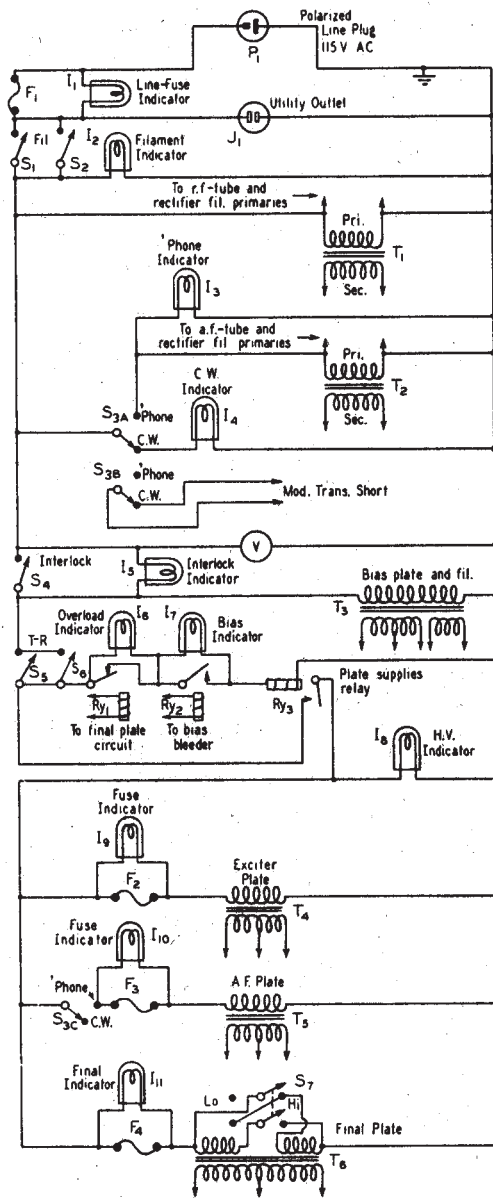 Polarized
Line Plug
115 V AC
P1
I1
F1
Line-Fuse
Indicator
Utility Outlet
J1
Fil
I2
Filament
Indicator
S1
S2
To r.f-tube and
rectifier fil. primaries
Pri.
T1
Sec.
'Phone
Indicator
I3
To a.f.-tube and
rectifier fil primaries
Pri.
T2
Sec.
C.W.
Indicator
I4
S3A
'Phone
C.W.
S3B
'Phone
C.W.
Mod. Trans. Short
V
Interlock
S4
I5
Interlock
Indicator
Bias plate and fil.
T3
Overload
Indicator
I6
I7
Bias
Indicator
T-R
S5
S6
Ry1
Ry2
Ry3
Plate supplies
relay
To final plate
circuit
To bias
bleeder
I8
H.V.
Indicator
Fuse
Indicator
I9
F2
Exciter
Plate
T4
Fuse
Indicator
I10
'Phone
F3
A.F. Plate
S3C
C.W.
T5
Final
Indicator
I11
F4
Lo
S7
Hi
Final Plate
T6